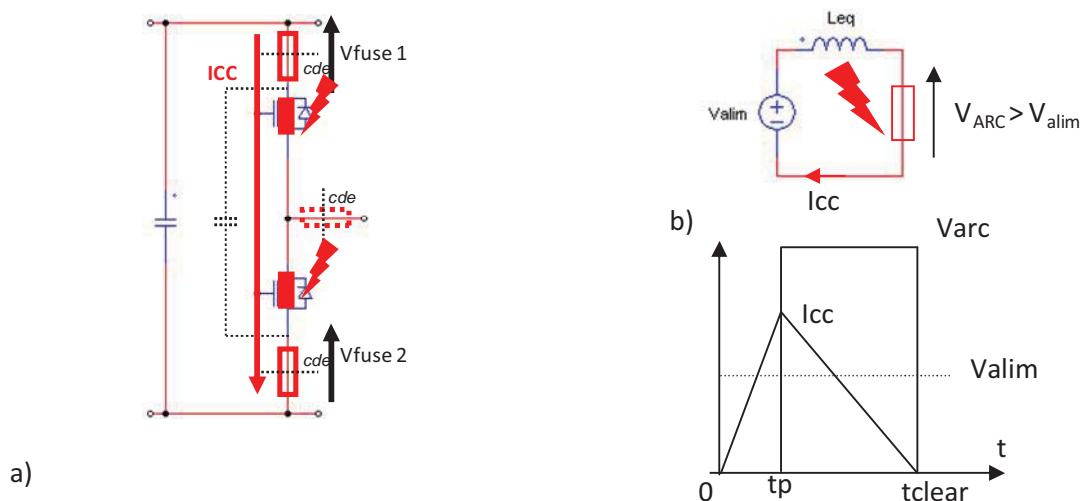 Vfuse 1
cde
ICC
cde
cde
Vfuse 2
a)
Leq
Valim
V_ARC > V_alim
Icc
b)
Varc
Icc
Valim
t
0
tp
tclear